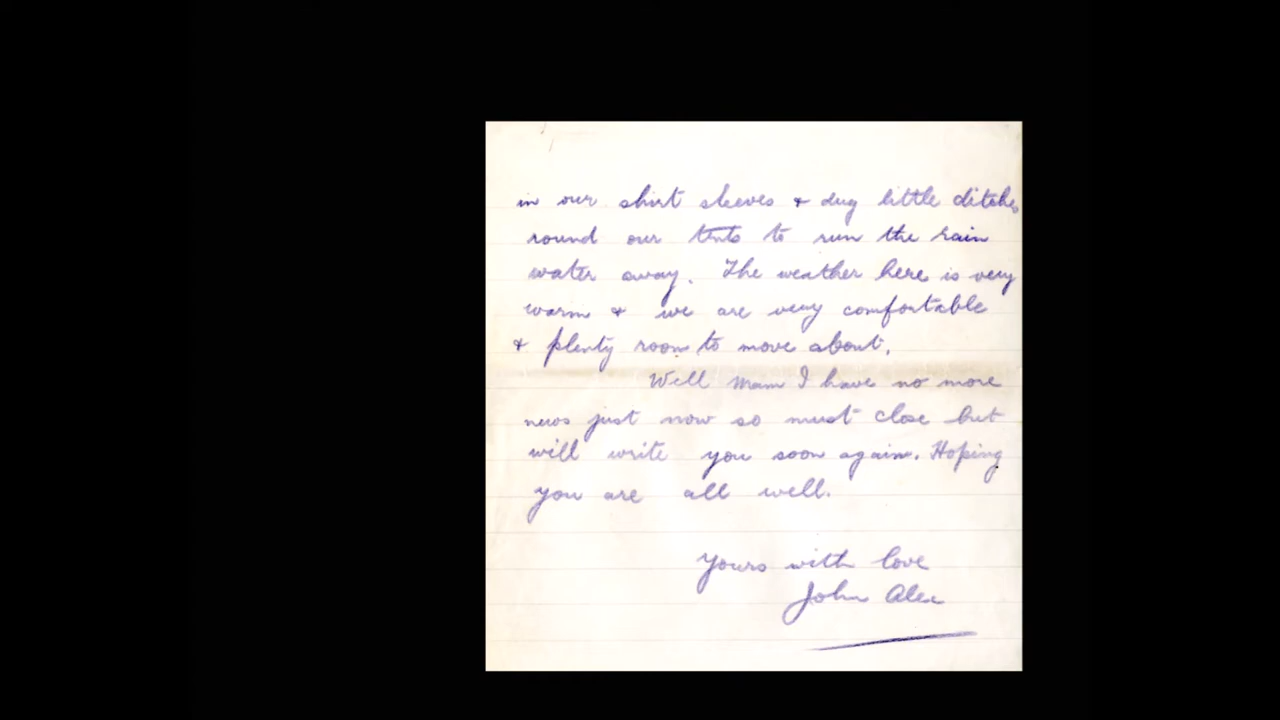 in our shirt sleeves & dug little ditches
round our tents to run the rain
water away. The weather here is very
warm & we are very comfortable
& plenty room to move about.
Well Mam I have no more
news just now so must close but
will write you soon again. Hoping
you are all well.
Yours with love
John Alec